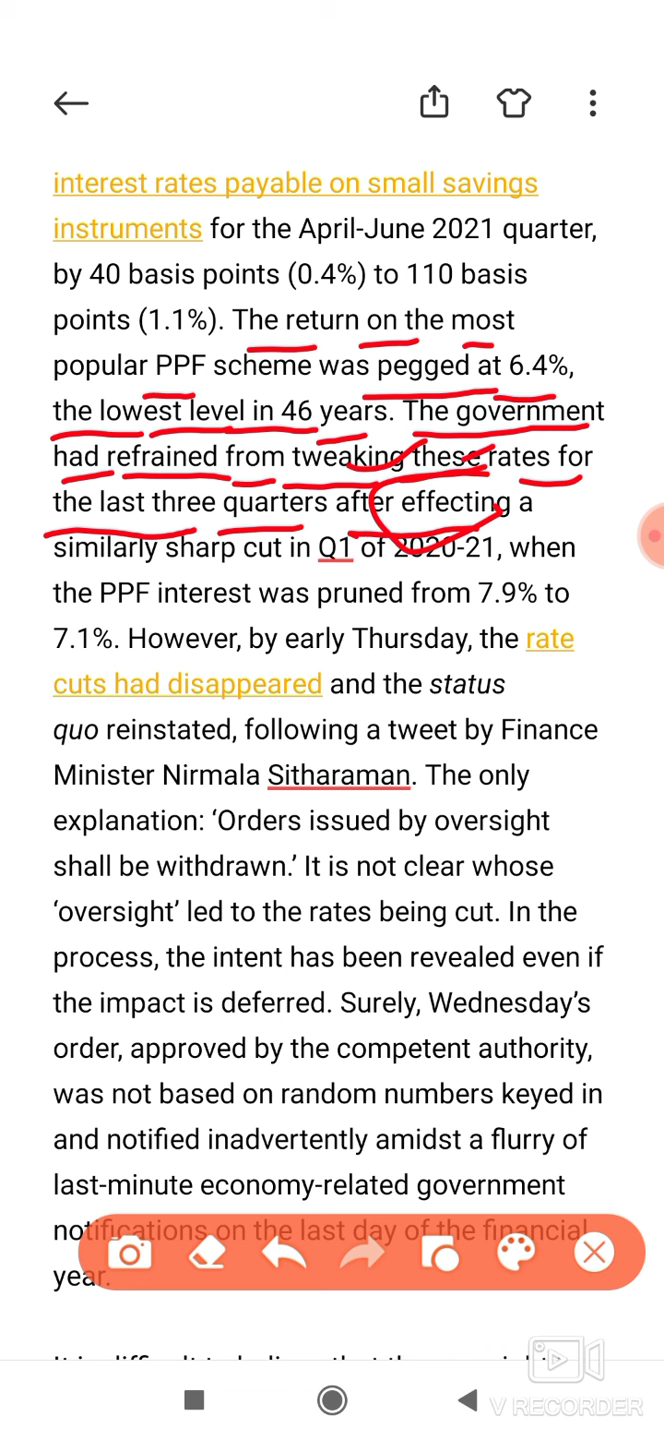 interest rates payable on small savings
instruments for the April-June 2021 quarter,
by 40 basis points (0.4%) to 110 basis
points (1.1%). The return on the most
popular PPF scheme was pegged at 6.4%,
the lowest level in 46 years. The government
had refrained from tweaking these rates for
the last three quarters after effecting a
similarly sharp cut in Q1 of 2020-21, when
the PPF interest was pruned from 7.9% to
7.1%. However, by early Thursday, the rate
cuts had disappeared and the status
quo reinstated, following a tweet by Finance
Minister Nirmala Sitharaman. The only
explanation: ‘Orders issued by oversight
shall be withdrawn.’ It is not clear whose
‘oversight’ led to the rates being cut. In the
process, the intent has been revealed even if
the impact is deferred. Surely, Wednesday’s
order, approved by the competent authority,
was not based on random numbers keyed in
and notified inadvertently amidst a flurry of
last-minute economy-related government
notifications on the last day of the financial
year.
V RECORDER